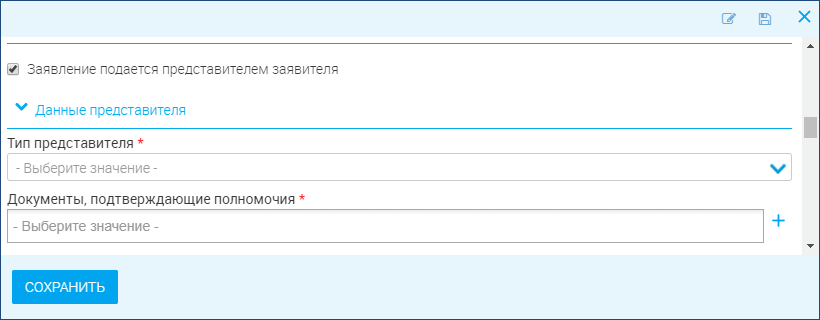 Заявление подается представителем заявителя
Данные представителя
Тип представителя *
- Выберите значение -
Документы, подтверждающие полномочия *
- Выберите значение -
СОХРАНИТЬ